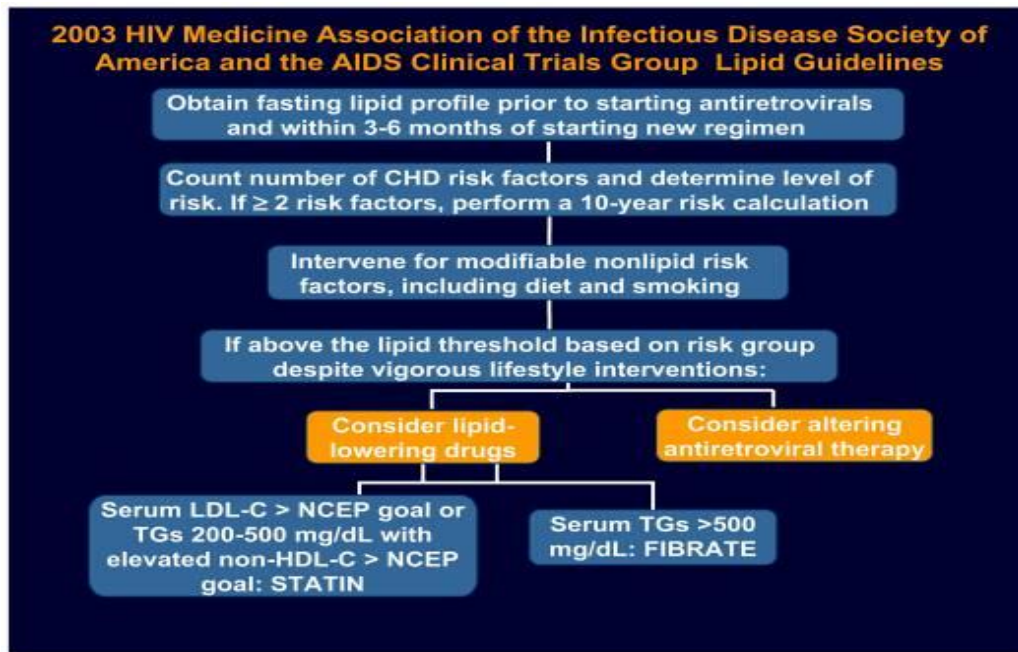 2003 HIV Medicine Association of the Infectious Disease Society of
America and the AIDS Clinical Trials Group Lipid Guidelines
Obtain fasting lipid profile prior to starting antiretrovirals
and within 3-6 months of starting new regimen
Count number of CHD risk factors and determine level of
risk. If ≥ 2 risk factors, perform a 10-year risk calculation
Intervene for modifiable nonlipid risk
factors, including diet and smoking
If above the lipid threshold based on risk group
despite vigorous lifestyle interventions:
Consider lipid-
lowering drugs
Consider altering
antiretroviral therapy
Serum LDL-C > NCEP goal or
TGs 200-500 mg/dL with
elevated non-HDL-C > NCEP
goal: STATIN
Serum TGs >500
mg/dL: FIBRATE